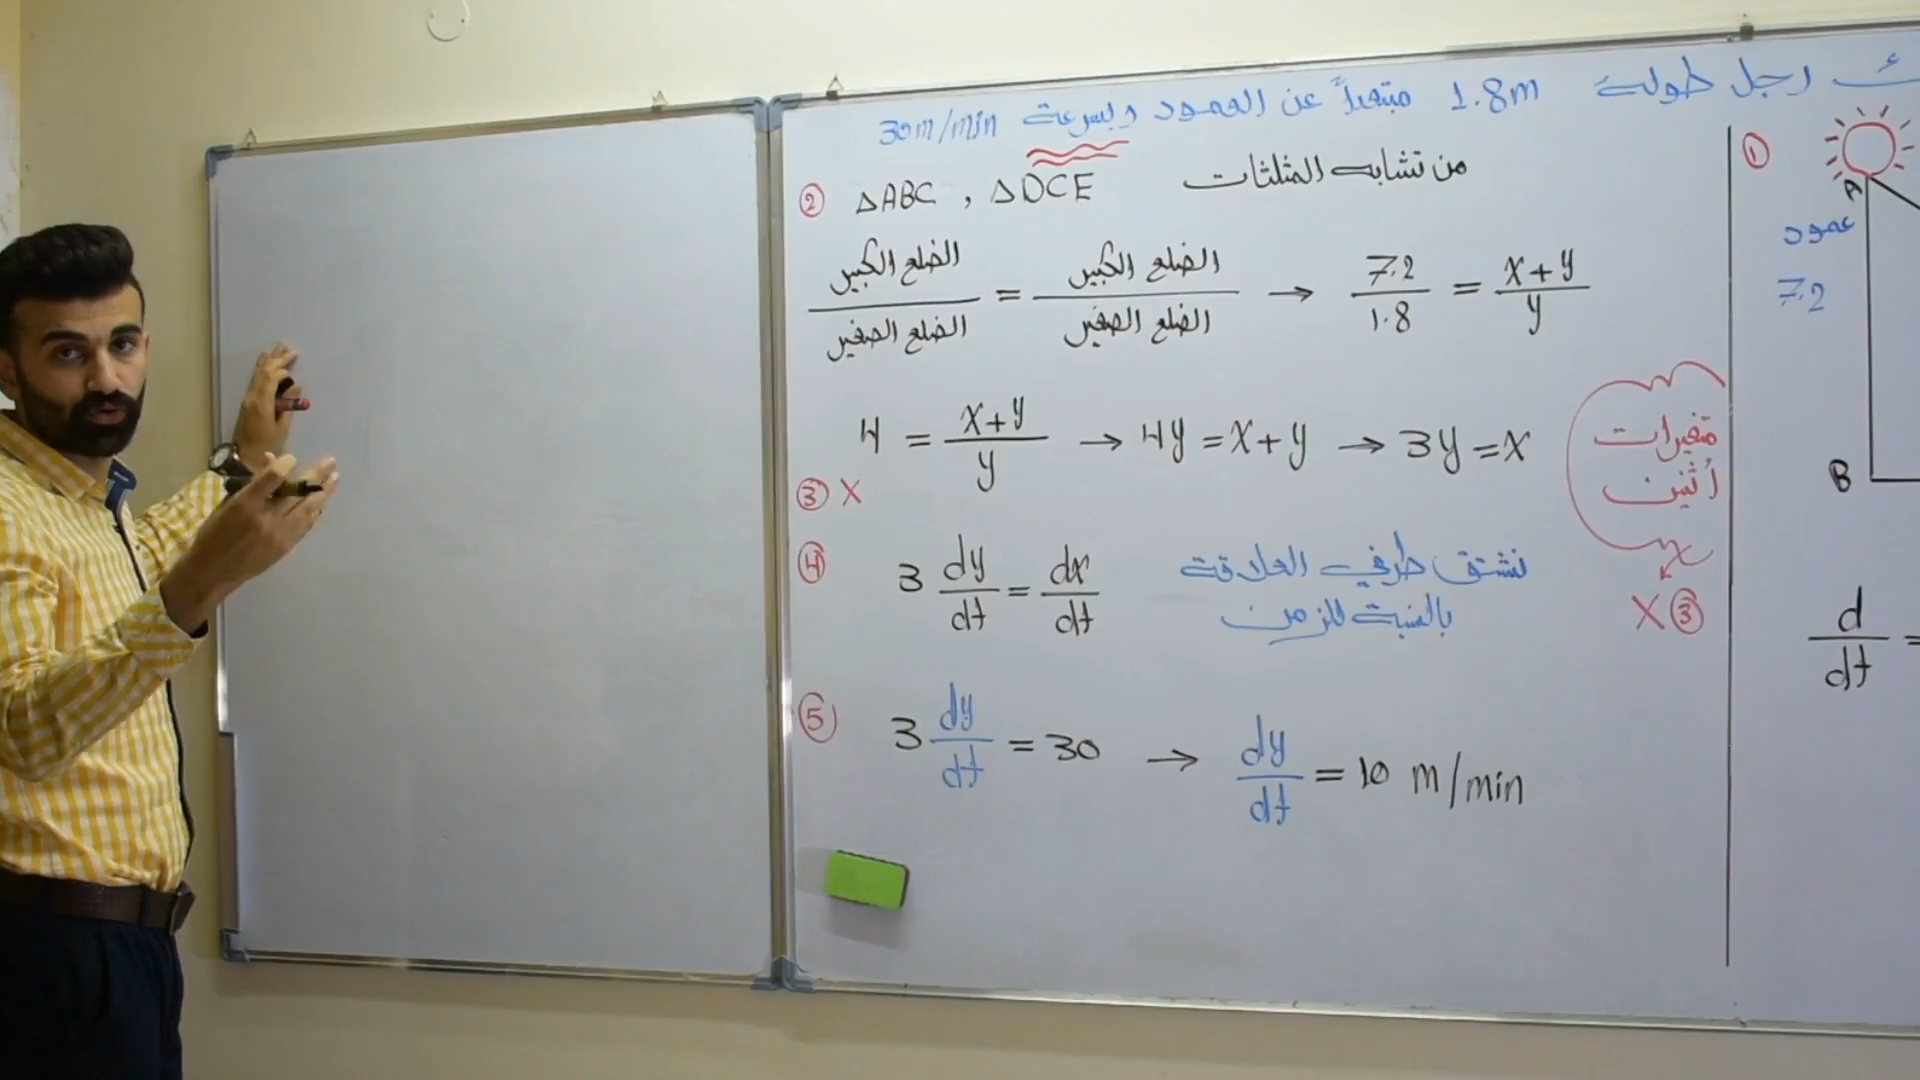 رجل طوله 1.8m مبتعداً عن العمود وبسرعة 30m/min
② △ABC , △DCE من تشابه المثلثات
الضلع الكبير / الضلع الصغير = الضلع الكبير / الضلع الصغير → 7.2/1.8 = x+y/y
4 = x+y/y → 4y = x+y → 3y = x
متغيرات
اثنين
X ③
③ X
④ 3 dy/dt = dx/dt نشتق طرفي العلاقة
بالنسبة للزمن
⑤ 3 dy/dt = 30 → dy/dt = 10 m/min
①
A
عمود
7.2
B
d/dt =